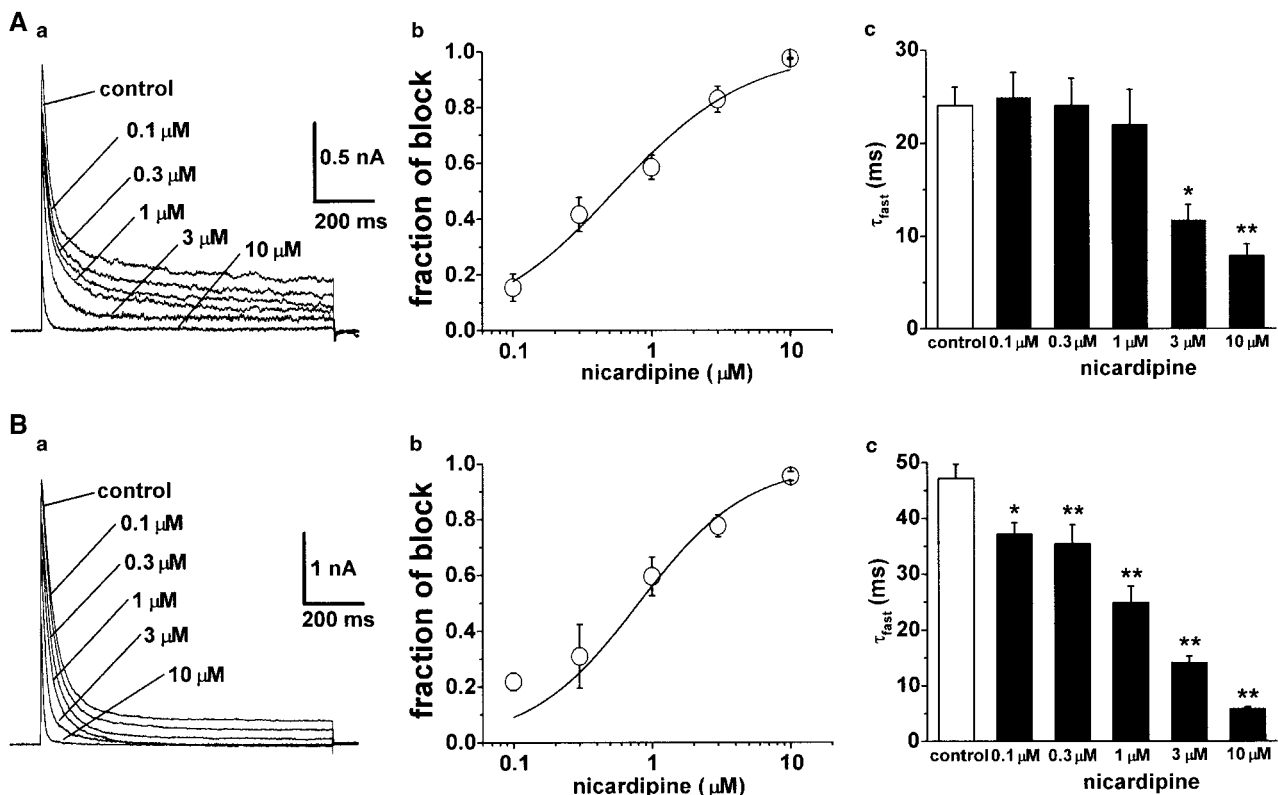 A
a
control
0.1 μM
0.3 μM
1 μM
3 μM
10 μM
0.5 nA
200 ms
b
fraction of block
1.0
0.8
0.6
0.4
0.2
0.0
0.1
1
10
nicardipine (μM)
c
τfast (ms)
30
20
10
0
*
**
control
0.1 μM
0.3 μM
1 μM
3 μM
10 μM
nicardipine
B
a
control
0.1 μM
0.3 μM
1 μM
3 μM
10 μM
1 nA
200 ms
b
fraction of block
1.0
0.8
0.6
0.4
0.2
0.0
0.1
1
10
nicardipine (μM)
c
τfast (ms)
50
40
30
20
10
0
*
**
**
**
**
control
0.1 μM
0.3 μM
1 μM
3 μM
10 μM
nicardipine